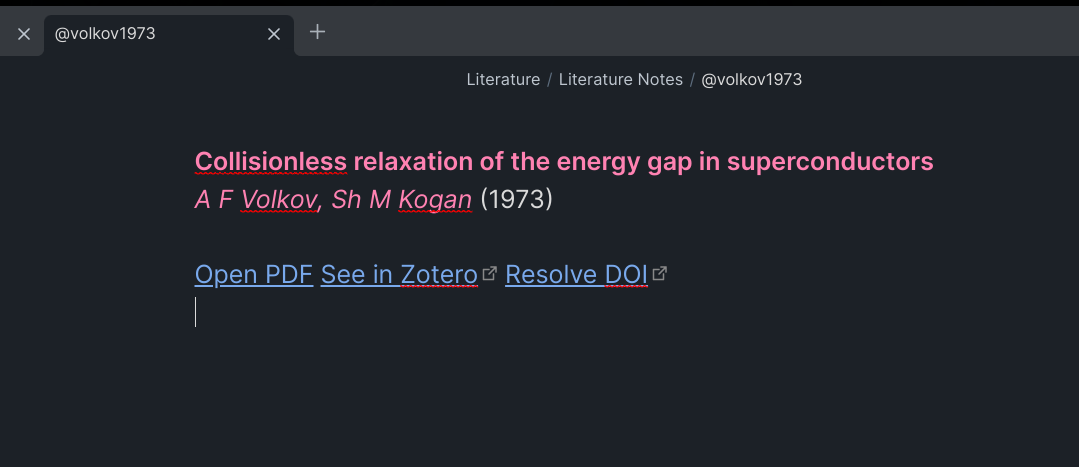 @volkov1973
Literature / Literature Notes / @volkov1973
Collisionless relaxation of the energy gap in superconductors
A F Volkov, Sh M Kogan (1973)
Open PDF See in Zotero Resolve DOI